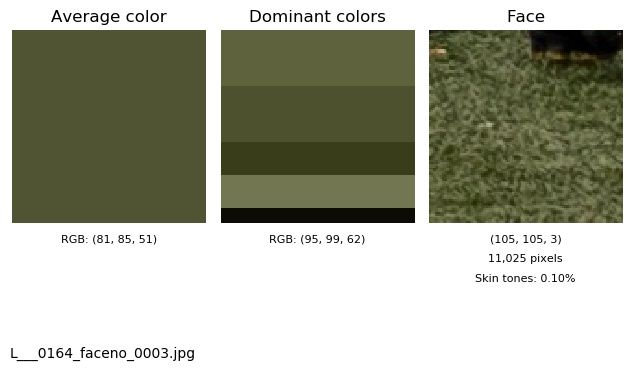 Average color
Dominant colors
Face
RGB: (81, 85, 51)
RGB: (95, 99, 62)
(105, 105, 3)
11,025 pixels
Skin tones: 0.10%
L___0164_faceno_0003.jpg